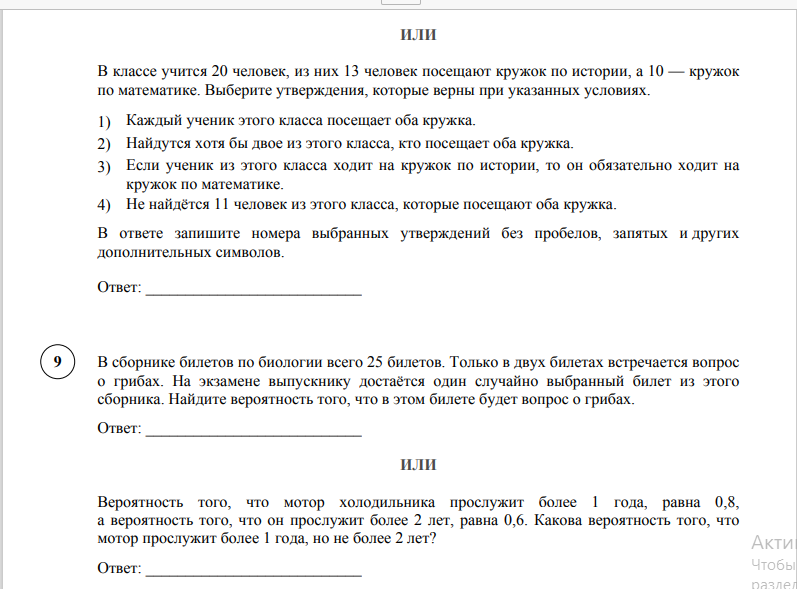 ИЛИ
В классе учится 20 человек, из них 13 человек посещают кружок по истории, а 10 — кружок
по математике. Выберите утверждения, которые верны при указанных условиях.
1) Каждый ученик этого класса посещает оба кружка.
2) Найдутся хотя бы двое из этого класса, кто посещает оба кружка.
3) Если ученик из этого класса ходит на кружок по истории, то он обязательно ходит на
кружок по математике.
4) Не найдётся 11 человек из этого класса, которые посещают оба кружка.
В ответе запишите номера выбранных утверждений без пробелов, запятых и других
дополнительных символов.
Ответ: ___________________________
9
В сборнике билетов по биологии всего 25 билетов. Только в двух билетах встречается вопрос
о грибах. На экзамене выпускнику достаётся один случайно выбранный билет из этого
сборника. Найдите вероятность того, что в этом билете будет вопрос о грибах.
Ответ: ___________________________
ИЛИ
Вероятность того, что мотор холодильника прослужит более 1 года, равна 0,8,
а вероятность того, что он прослужит более 2 лет, равна 0,6. Какова вероятность того, что
мотор прослужит более 1 года, но не более 2 лет?
Ответ: ___________________________
Акти
Чтобы
раздел